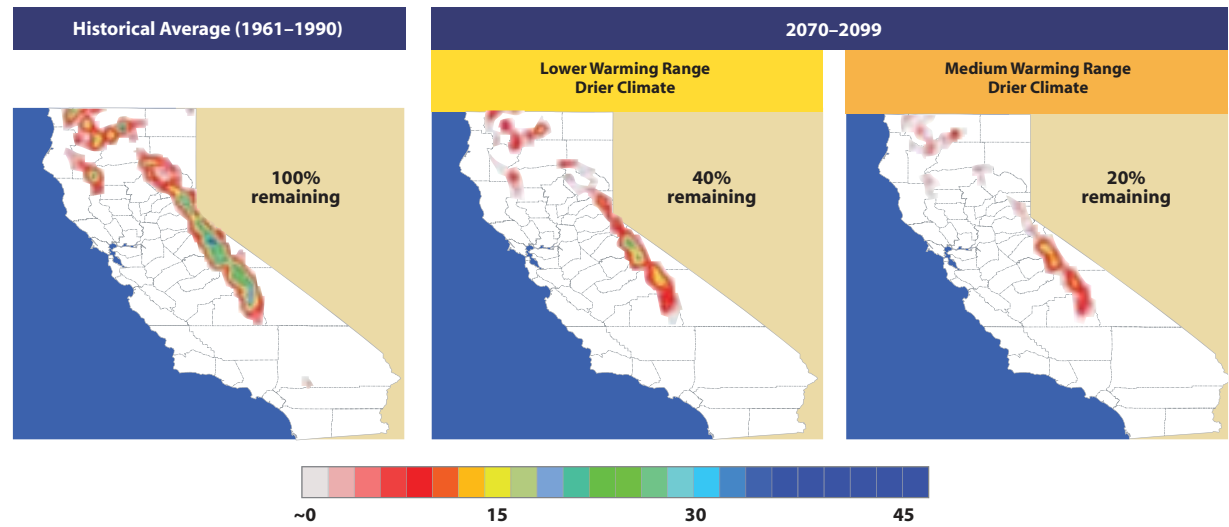 Historical Average (1961–1990)
2070–2099
Lower Warming Range
Drier Climate
Medium Warming Range
Drier Climate
100%
remaining
40%
remaining
20%
remaining
~0
15
30
45